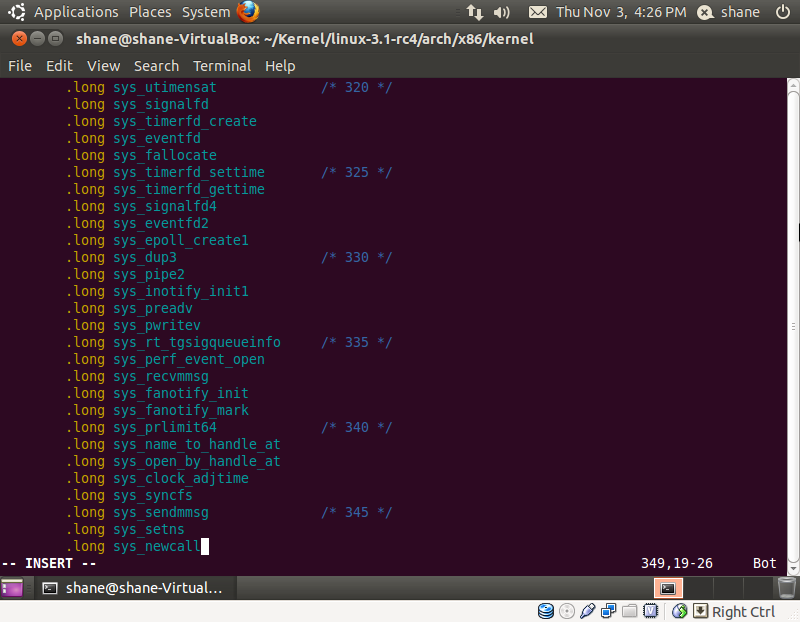 Applications Places System Thu Nov 3, 4:26 PM shane
shane@shane-VirtualBox: ~/Kernel/linux-3.1-rc4/arch/x86/kernel
File Edit View Search Terminal Help
.long sys_utimensat /* 320 */
.long sys_signalfd
.long sys_timerfd_create
.long sys_eventfd
.long sys_fallocate
.long sys_timerfd_settime /* 325 */
.long sys_timerfd_gettime
.long sys_signalfd4
.long sys_eventfd2
.long sys_epoll_create1
.long sys_dup3 /* 330 */
.long sys_pipe2
.long sys_inotify_init1
.long sys_preadv
.long sys_pwritev
.long sys_rt_tgsigqueueinfo /* 335 */
.long sys_perf_event_open
.long sys_recvmmsg
.long sys_fanotify_init
.long sys_fanotify_mark
.long sys_prlimit64 /* 340 */
.long sys_name_to_handle_at
.long sys_open_by_handle_at
.long sys_clock_adjtime
.long sys_syncfs
.long sys_sendmmsg /* 345 */
.long sys_setns
.long sys_newcall
-- INSERT -- 349,19-26 Bot
shane@shane-Virtual...
Right Ctrl